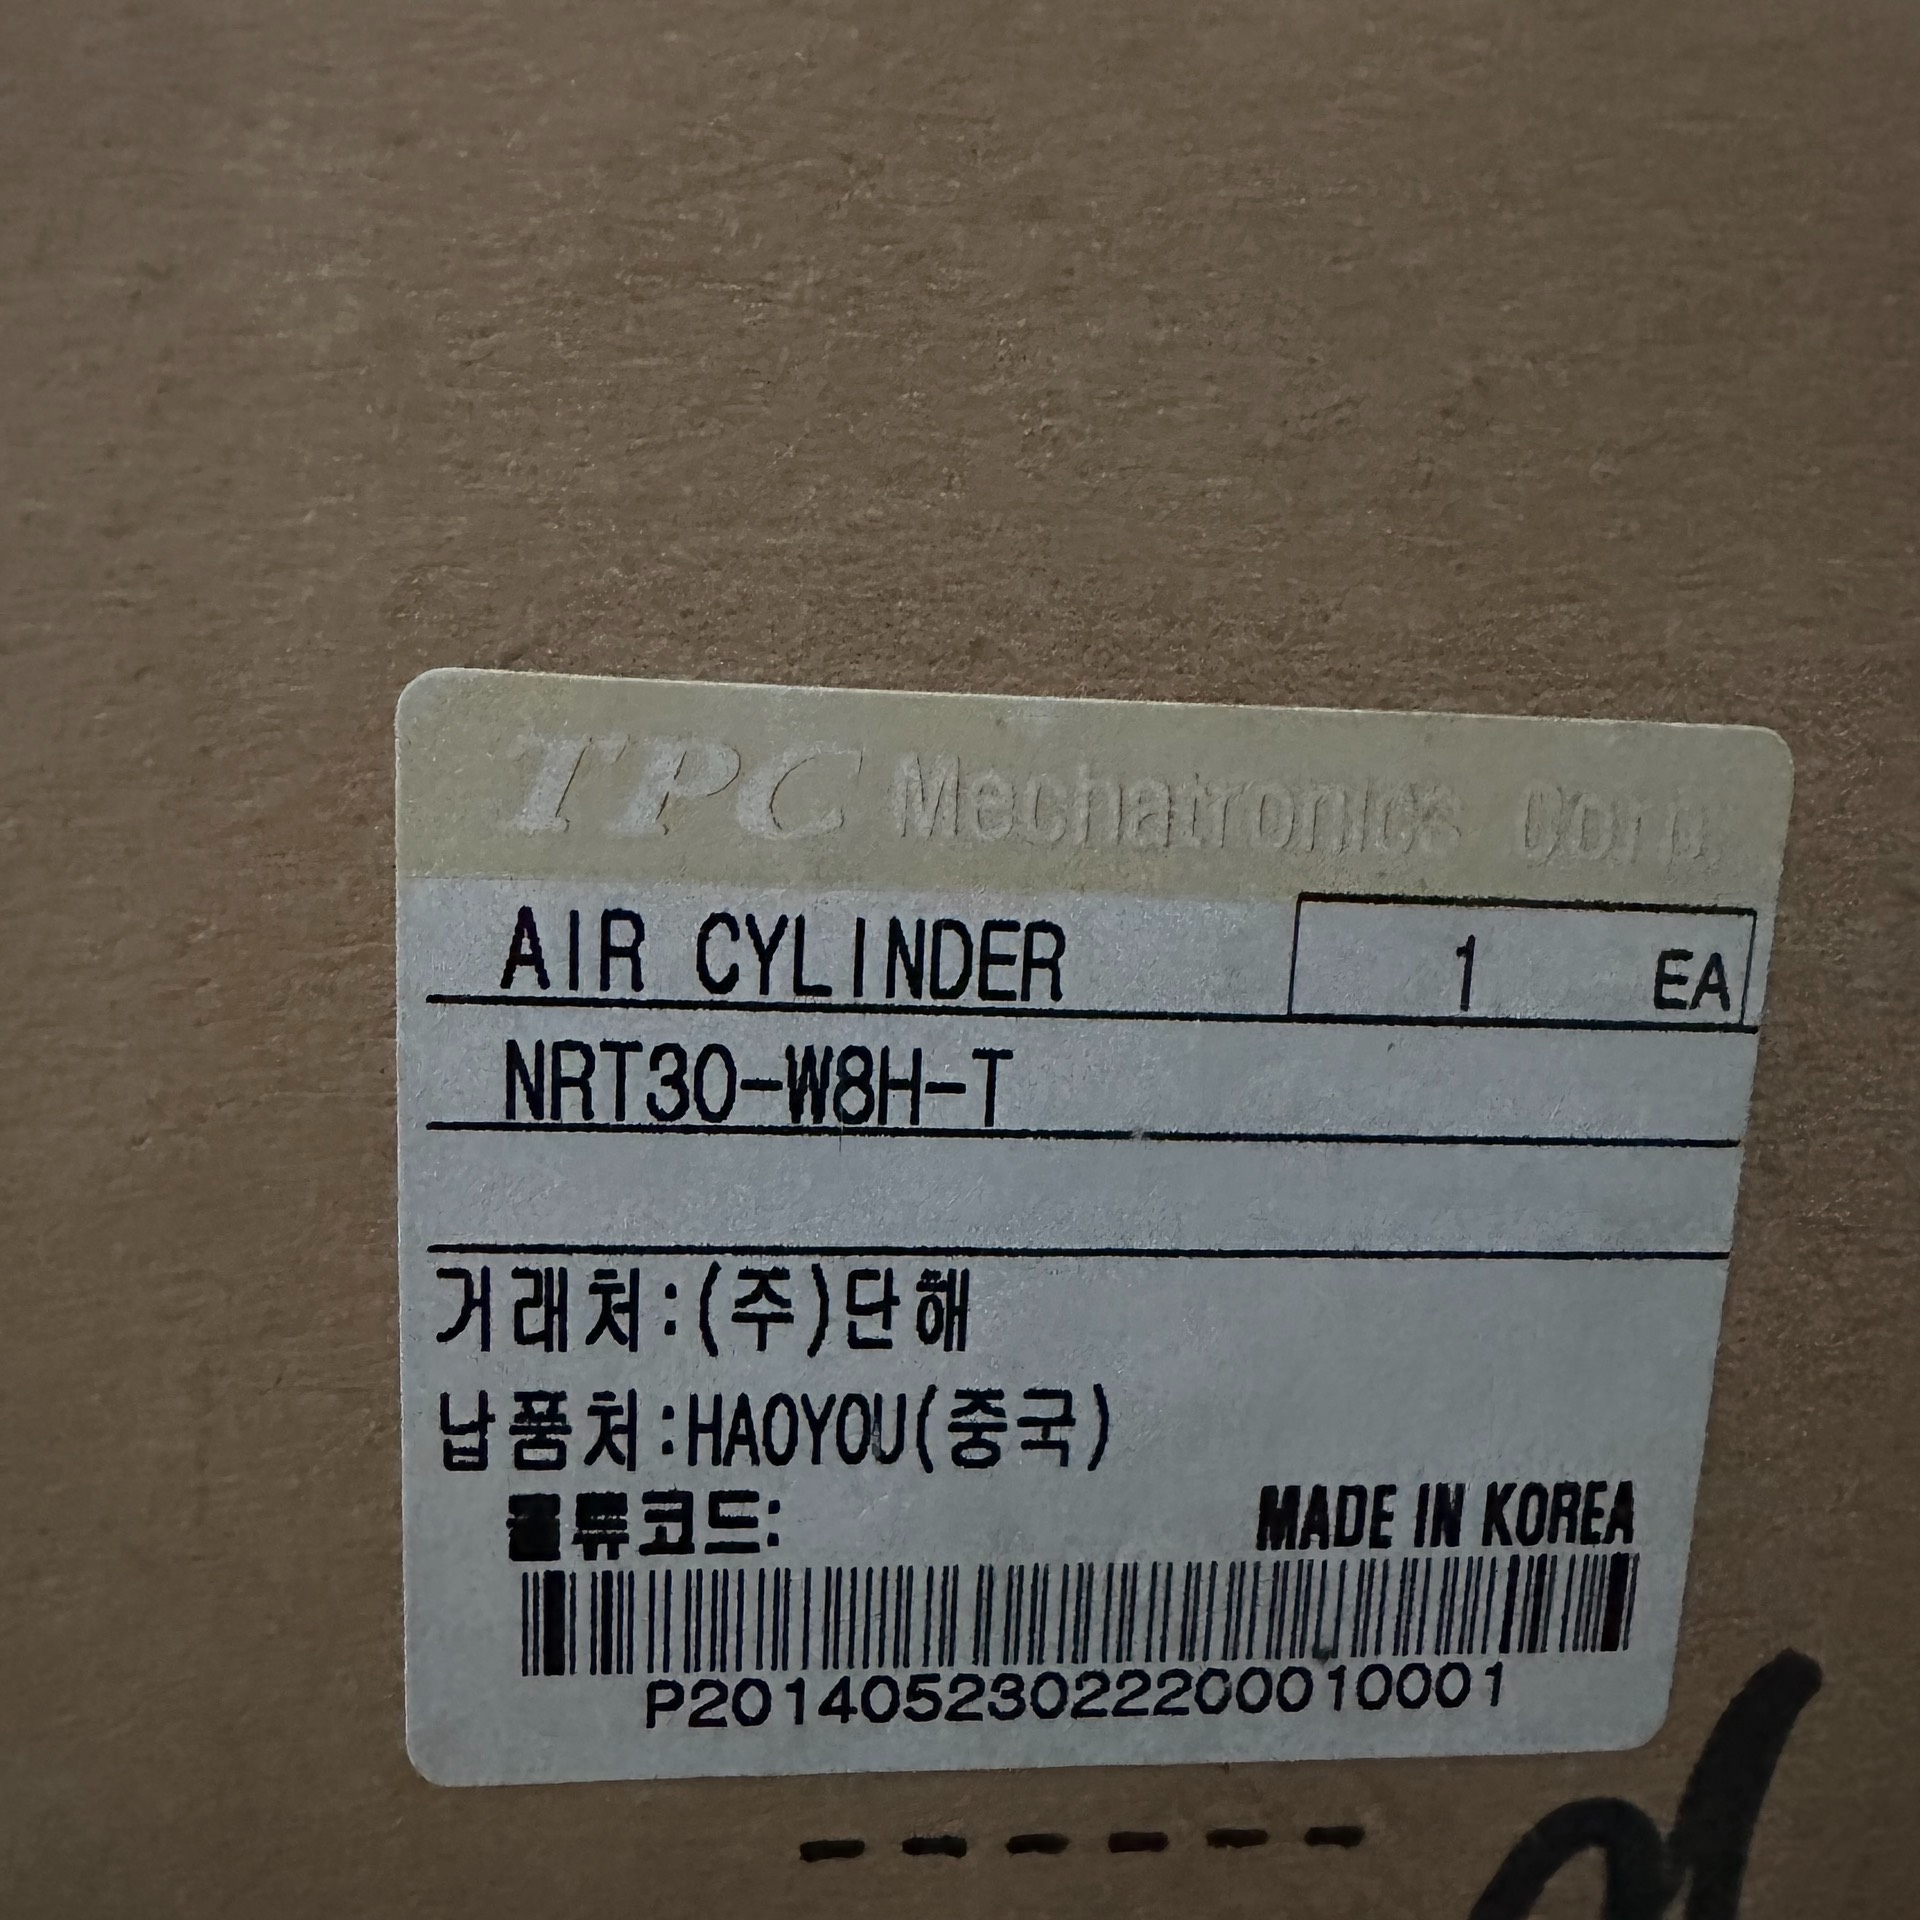 TPC Mechatronics Corp.
AIR CYLINDER 1 EA
NRT30-W8H-T
거래처:(주)단해
납품처:HAOYOU(중국)
물류코드:
MADE IN KOREA
P201405230222000010001